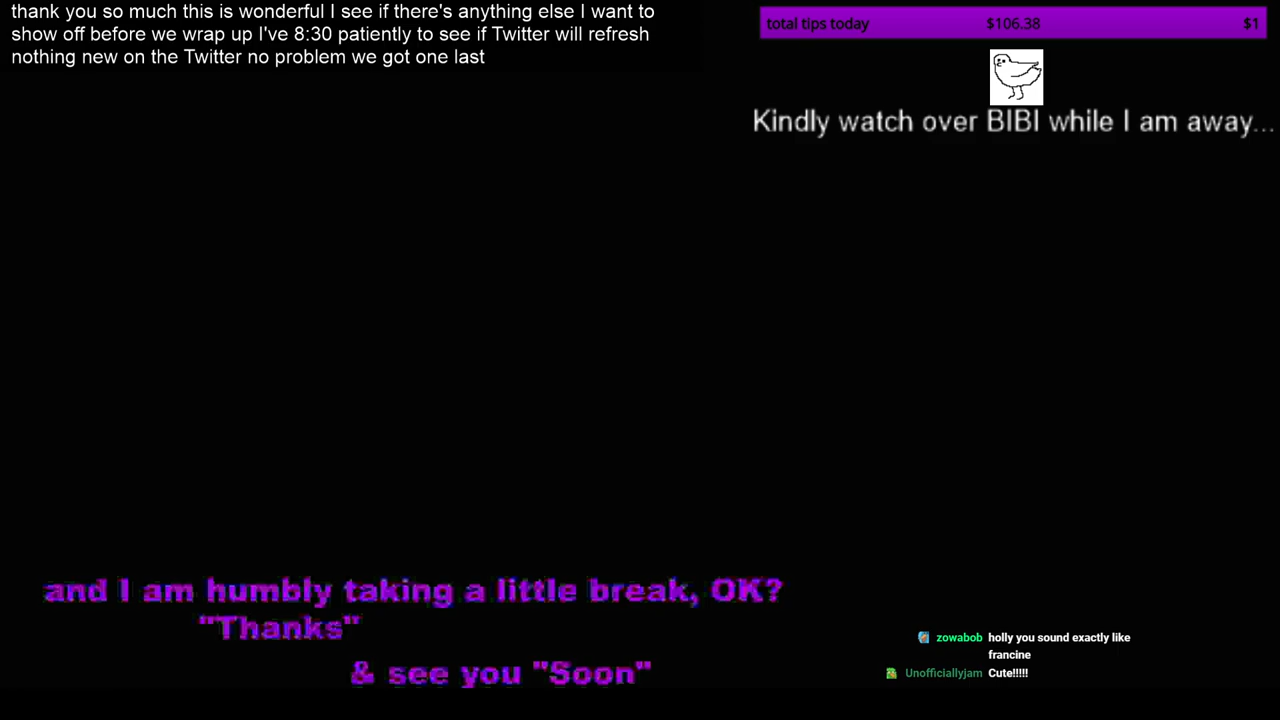 thank you so much this is wonderful I see if there's anything else I want to
show off before we wrap up I've 8:30 patiently to see if Twitter will refresh
nothing new on the Twitter no problem we got one last
total tips today $106.38 $1
Kindly watch over BIBI while I am away...
and I am humbly taking a little break, OK?
"Thanks"
& see you "Soon"
zowabob holly you sound exactly like
francine
Unofficiallyjam Cute!!!!!